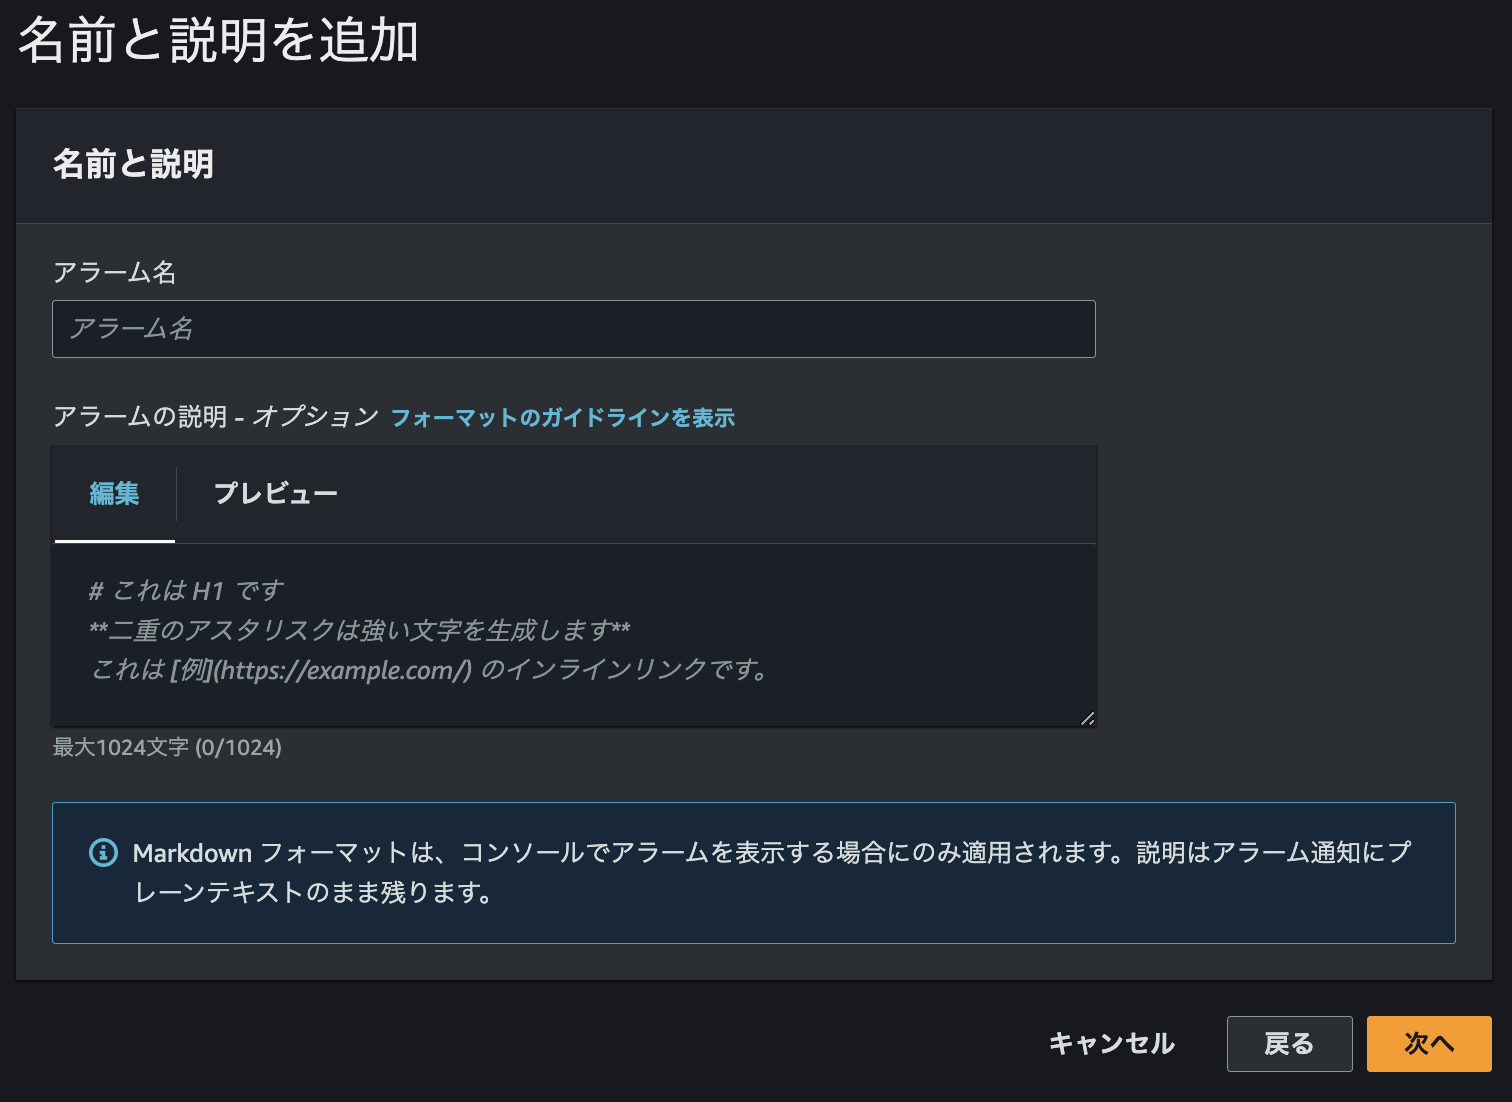 名前と説明を追加
名前と説明
アラーム名
アラーム名
アラームの説明 - オプション フォーマットのガイドラインを表示
編集 プレビュー
# これは H1 です
**二重のアスタリスクは強い文字を生成します**
これは [例](https://example.com/) のインラインリンクです。
最大1024文字 (0/1024)
Markdown フォーマットは、コンソールでアラームを表示する場合にのみ適用されます。説明はアラーム通知にプ
レーンテキストのまま残ります。
キャンセル 戻る 次へ